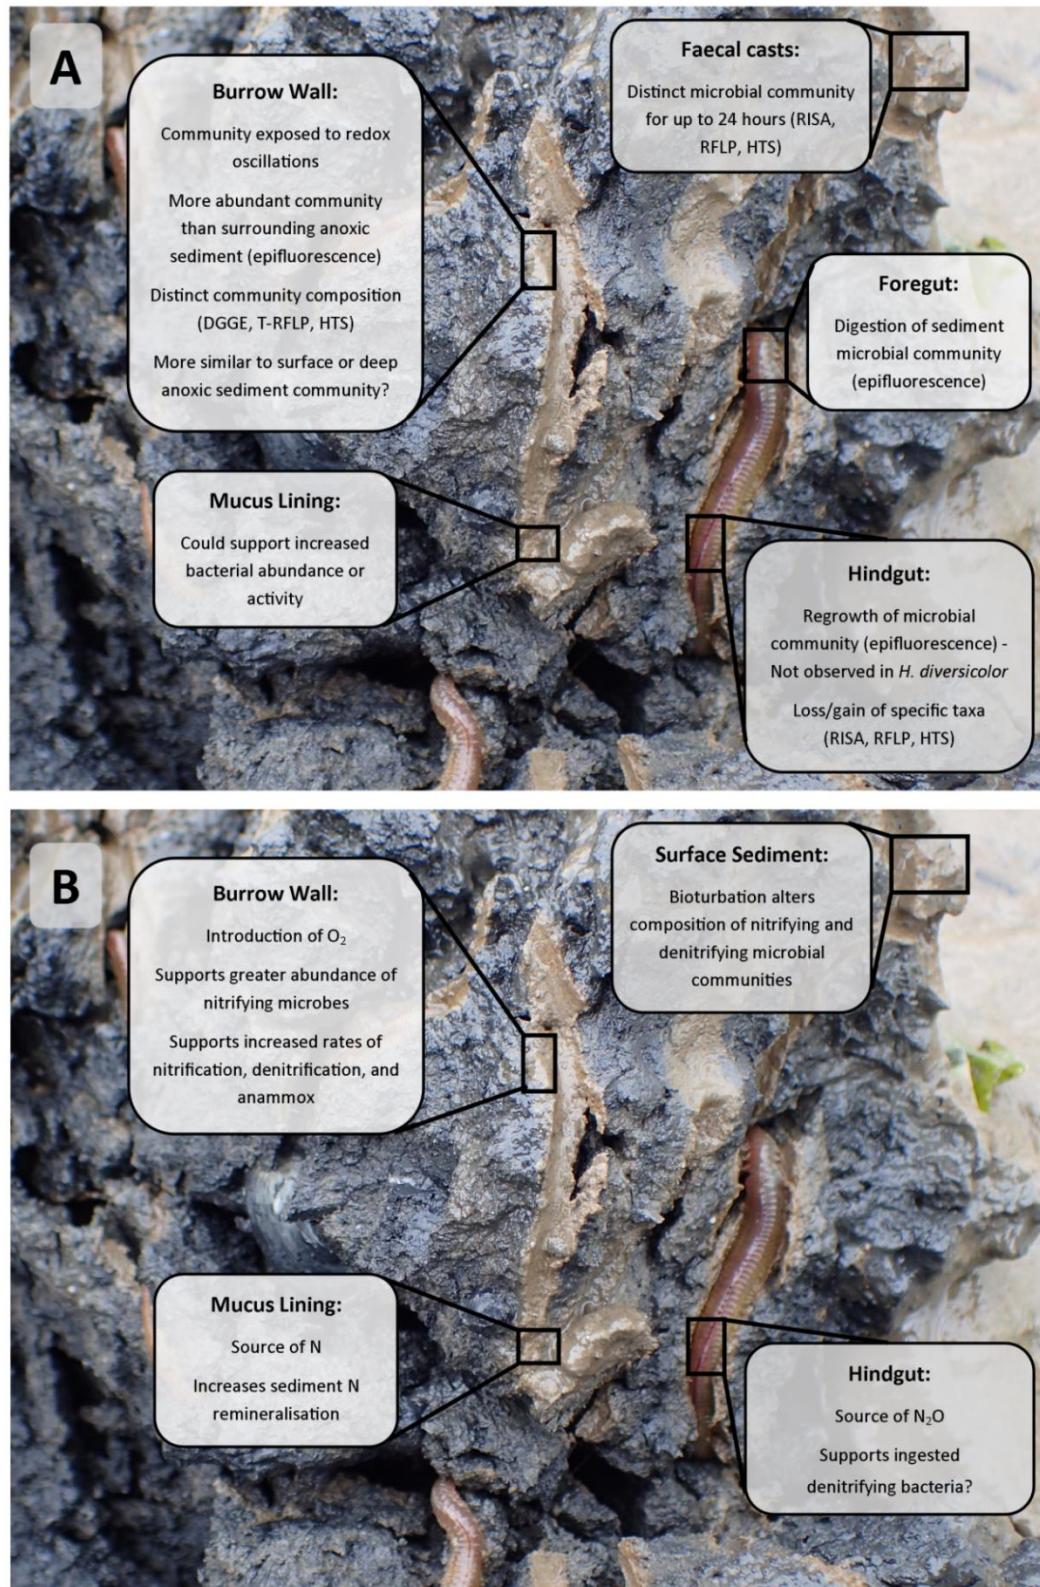 A
Burrow Wall:
Community exposed to redox
oscillations
More abundant community
than surrounding anoxic
sediment (epifluorescence)
Distinct community composition
(DGGE, T-RFLP, HTS)
More similar to surface or deep
anoxic sediment community?
Mucus Lining:
Could support increased
bacterial abundance or
activity
Faecal casts:
Distinct microbial community
for up to 24 hours (RISA,
RFLP, HTS)
Foregut:
Digestion of sediment
microbial community
(epifluorescence)
Hindgut:
Regrowth of microbial
community (epifluorescence) -
Not observed in H. diversicolor
Loss/gain of specific taxa
(RISA, RFLP, HTS)
B
Burrow Wall:
Introduction of O₂
Supports greater abundance of
nitrifying microbes
Supports increased rates of
nitrification, denitrification, and
anammox
Mucus Lining:
Source of N
Increases sediment N
remineralisation
Surface Sediment:
Bioturbation alters
composition of nitrifying and
denitrifying microbial
communities
Hindgut:
Source of N₂O
Supports ingested
denitrifying bacteria?